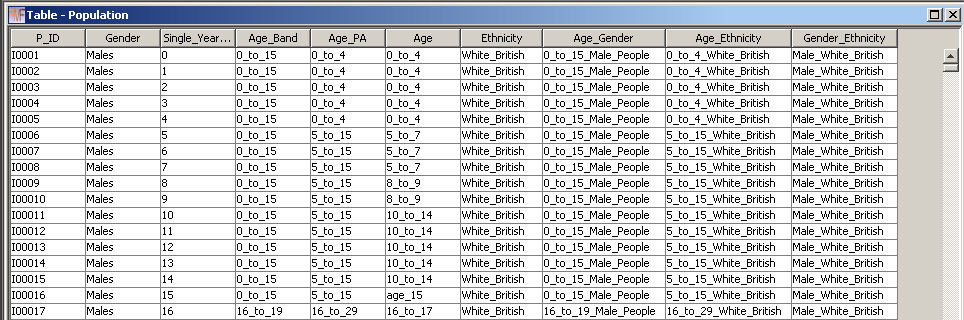 Table - Population
P_ID Gender Single_Year... Age_Band Age_PA Age Ethnicity Age_Gender Age_Ethnicity Gender_Ethnicity
I0001 Males 0 0_to_15 0_to_4 0_to_4 White_British 0_to_15_Male_People 0_to_4_White_British Male_White_British
I0002 Males 1 0_to_15 0_to_4 0_to_4 White_British 0_to_15_Male_People 0_to_4_White_British Male_White_British
I0003 Males 2 0_to_15 0_to_4 0_to_4 White_British 0_to_15_Male_People 0_to_4_White_British Male_White_British
I0004 Males 3 0_to_15 0_to_4 0_to_4 White_British 0_to_15_Male_People 0_to_4_White_British Male_White_British
I0005 Males 4 0_to_15 0_to_4 0_to_4 White_British 0_to_15_Male_People 0_to_4_White_British Male_White_British
I0006 Males 5 0_to_15 5_to_15 5_to_7 White_British 0_to_15_Male_People 5_to_15_White_British Male_White_British
I0007 Males 6 0_to_15 5_to_15 5_to_7 White_British 0_to_15_Male_People 5_to_15_White_British Male_White_British
I0008 Males 7 0_to_15 5_to_15 5_to_7 White_British 0_to_15_Male_People 5_to_15_White_British Male_White_British
I0009 Males 8 0_to_15 5_to_15 8_to_9 White_British 0_to_15_Male_People 5_to_15_White_British Male_White_British
I00010 Males 9 0_to_15 5_to_15 8_to_9 White_British 0_to_15_Male_People 5_to_15_White_British Male_White_British
I00011 Males 10 0_to_15 5_to_15 10_to_14 White_British 0_to_15_Male_People 5_to_15_White_British Male_White_British
I00012 Males 11 0_to_15 5_to_15 10_to_14 White_British 0_to_15_Male_People 5_to_15_White_British Male_White_British
I00013 Males 12 0_to_15 5_to_15 10_to_14 White_British 0_to_15_Male_People 5_to_15_White_British Male_White_British
I00014 Males 13 0_to_15 5_to_15 10_to_14 White_British 0_to_15_Male_People 5_to_15_White_British Male_White_British
I00015 Males 14 0_to_15 5_to_15 10_to_14 White_British 0_to_15_Male_People 5_to_15_White_British Male_White_British
I00016 Males 15 0_to_15 5_to_15 age_15 White_British 0_to_15_Male_People 5_to_15_White_British Male_White_British
I00017 Males 16 16_to_19 16_to_29 16_to_17 White_British 16_to_19_Male_People 16_to_29_White_British Male_White_British